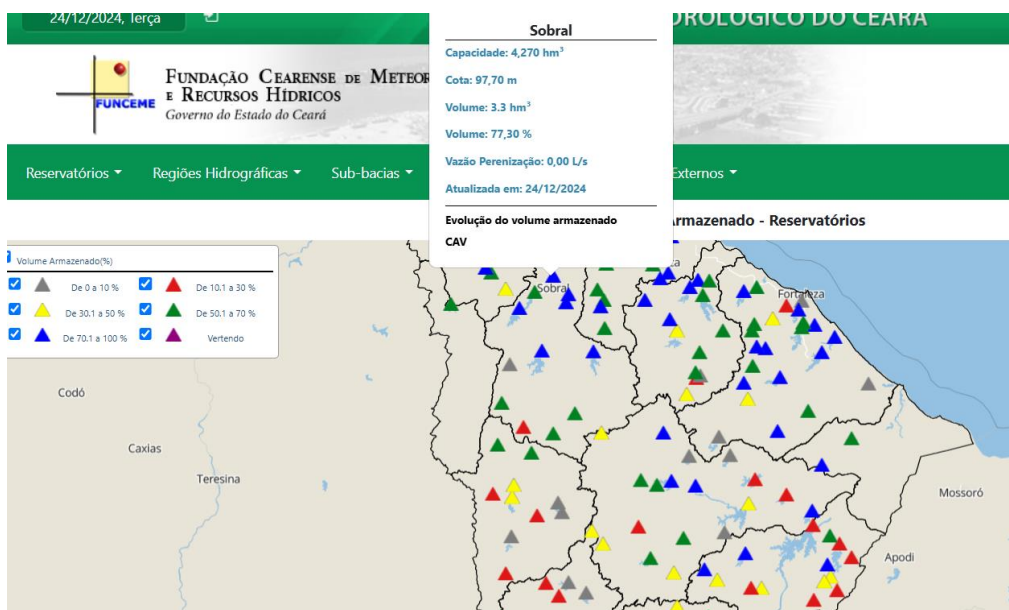 24/12/2024, Terça
DROLÓGICO DO CEARÁ
FUNCEME
FUNDAÇÃO CEARENSE DE METEOR
E RECURSOS HÍDRICOS
Governo do Estado do Ceará
Sobral
Capacidade: 4,270 hm³
Cota: 97,70 m
Volume: 3.3 hm³
Volume: 77,30 %
Vazão Perenização: 0,00 L/s
Atualizada em: 24/12/2024
Evolução do volume armazenado
CAV
Reservatórios
Regiões Hidrográficas
Sub-bacias
Externos
Armazenado - Reservatórios
Volume Armazenado(%)
De 0 a 10 %
De 10.1 a 30 %
De 30.1 a 50 %
De 50.1 a 70 %
De 70.1 a 100 %
Vertendo
Sobral
Fortaleza
Codó
Caxias
Teresina
Mossoró
Apodi